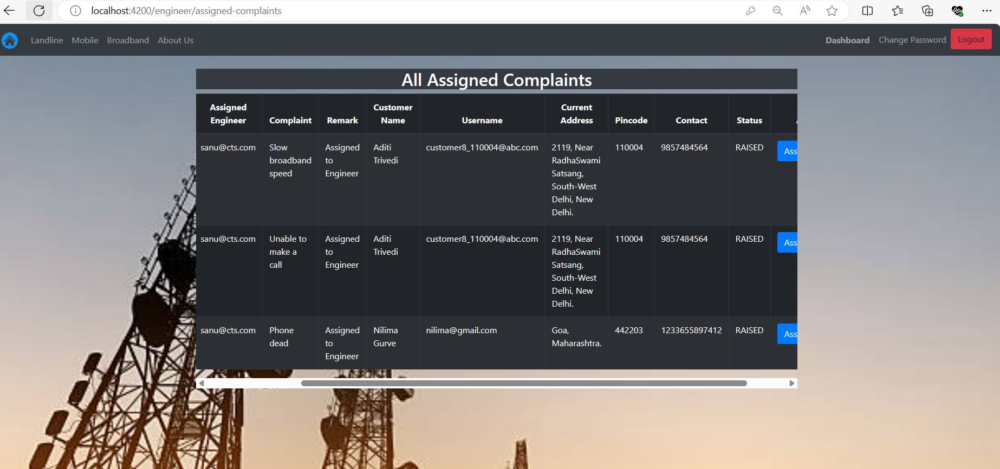 localhost:4200/engineer/assigned-complaints
Landline Mobile Broadband About Us Dashboard Change Password Logout
All Assigned Complaints
Assigned Engineer Complaint Remark Customer Name Username Current Address Pincode Contact Status
sanu@cts.com Slow broadband speed Assigned to Engineer Aditi Trivedi customer8_110004@abc.com 2119, Near RadhaSwami Satsang, South-West Delhi, New Delhi. 110004 9857484564 RAISED Ass
sanu@cts.com Unable to make a call Assigned to Engineer Aditi Trivedi customer8_110004@abc.com 2119, Near RadhaSwami Satsang, South-West Delhi, New Delhi. 110004 9857484564 RAISED Ass
sanu@cts.com Phone dead Assigned to Engineer Nilima Gurve nilima@gmail.com Goa, Maharashtra. 442203 1233655897412 RAISED Ass